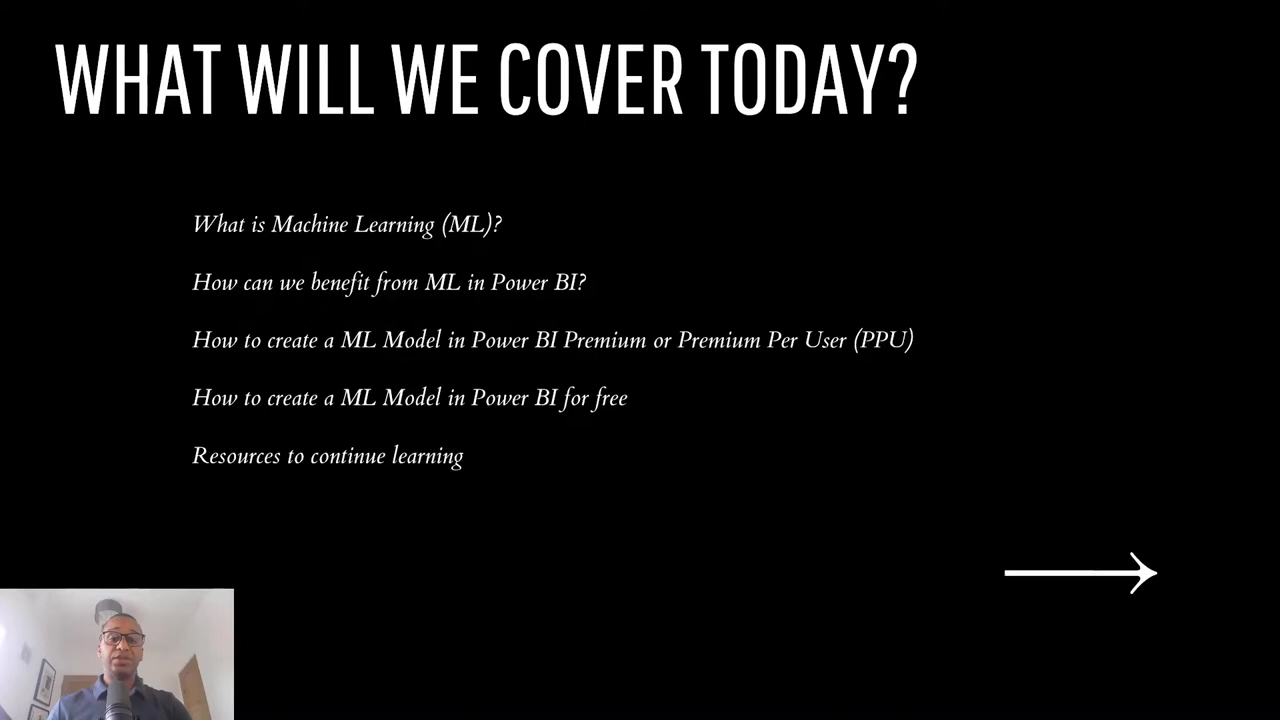 WHAT WILL WE COVER TODAY?
What is Machine Learning (ML)?
How can we benefit from ML in Power BI?
How to create a ML Model in Power BI Premium or Premium Per User (PPU)
How to create a ML Model in Power BI for free
Resources to continue learning